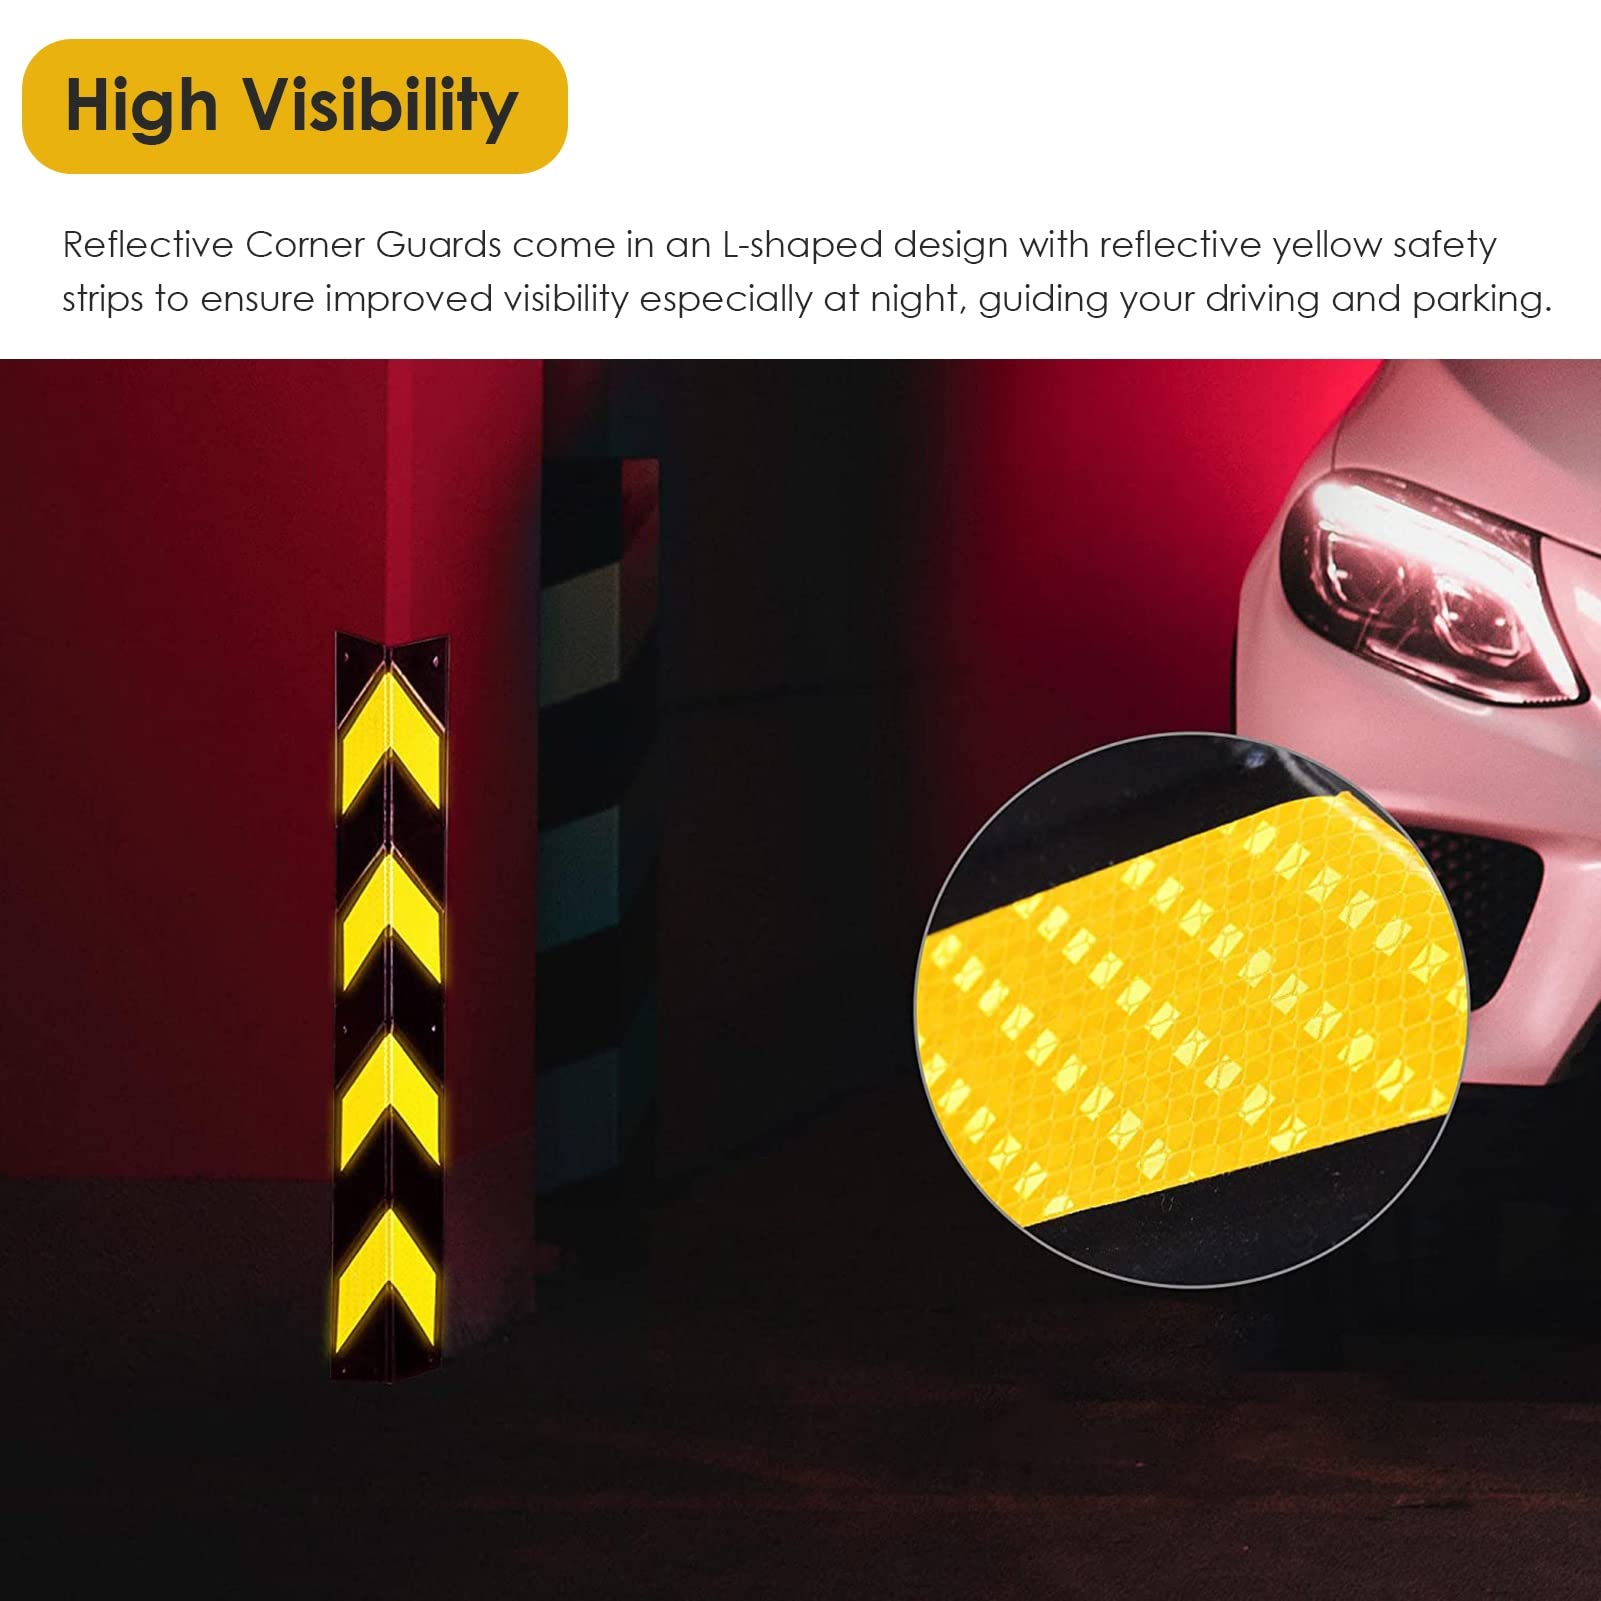 High Visibility
Reflective Corner Guards come in an L-shaped design with reflective yellow safety
strips to ensure improved visibility especially at night, guiding your driving and parking.